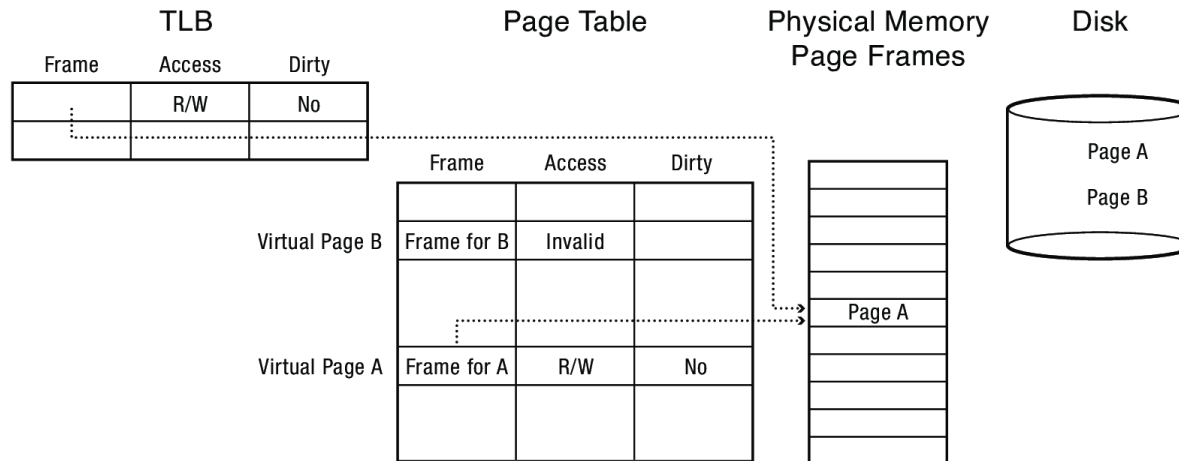 TLB
Page Table
Physical Memory
Page Frames
Disk
Frame Access Dirty
R/W No
Frame Access Dirty
Virtual Page B Frame for B Invalid
Virtual Page A Frame for A R/W No
Page A
Page A
Page B